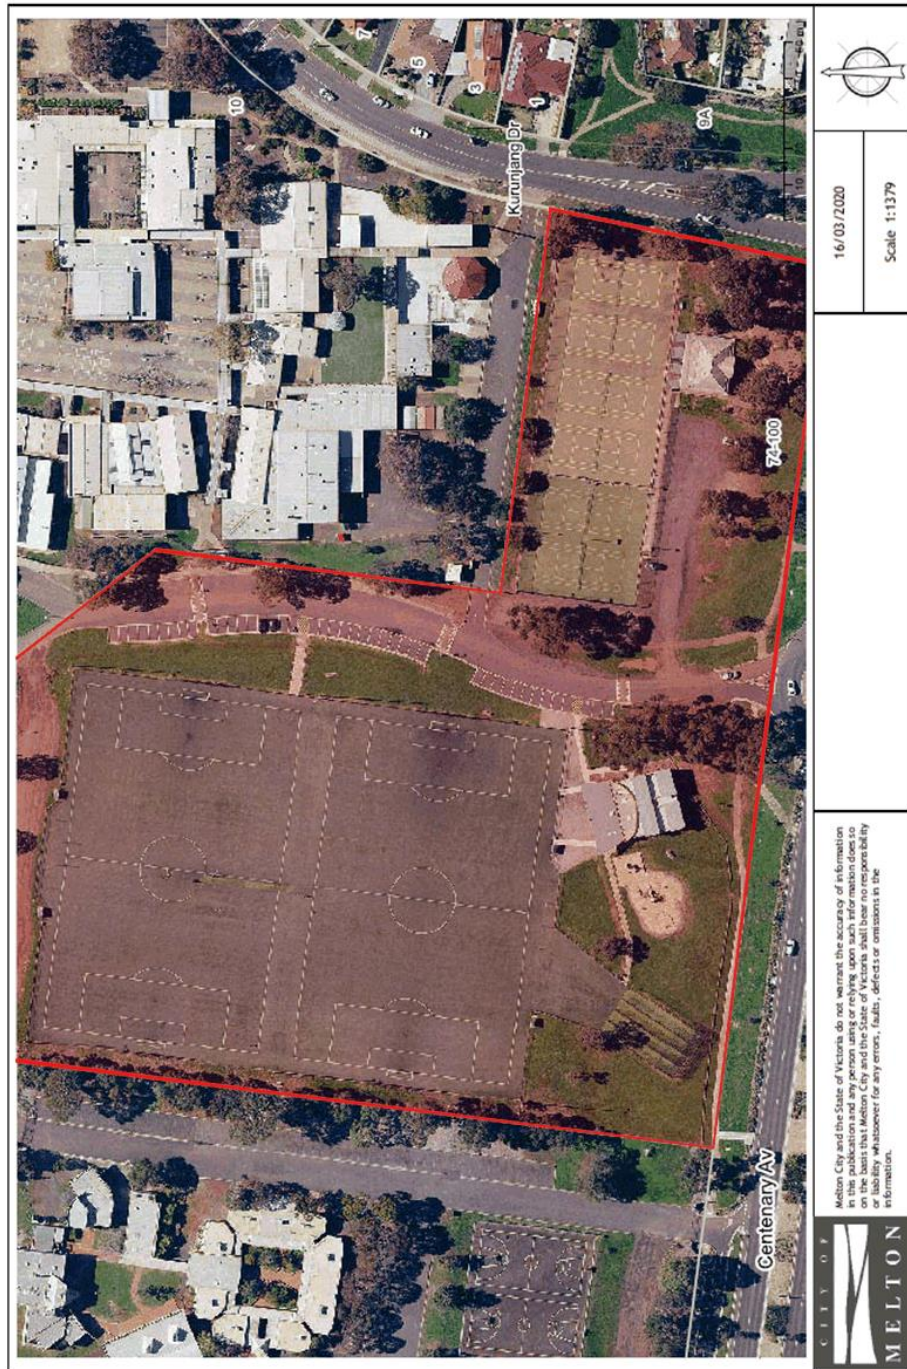 7
5
3
1
9A
10
10
Kurunjang Dr
74-100
Centenary Av
16/03/2020
Scale 1:1379
Melton City and the State of Victoria do not warrant the accuracy of information
in this publication and any person using or relying upon such information does so
on the basis that Melton City and the State of Victoria shall bear no responsibility
or liability whatsoever for any errors, faults, defects or omissions in the
information.
CITY OF
MELTON